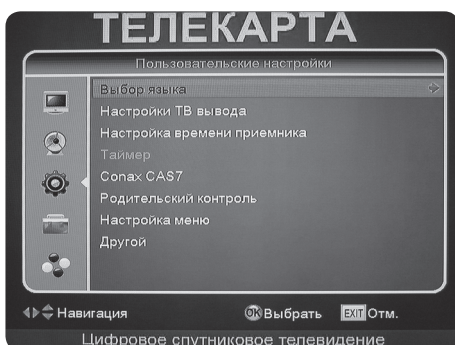 ТЕЛЕКАРТА
Пользовательские настройки
Выбор языка
Настройки ТВ вывода
Настройка времени приемника
Таймер
Conax CAS7
Родительский контроль
Настройка меню
Другой
Навигация OK Выбрать EXIT Отм.
Цифровое спутниковое телевидение